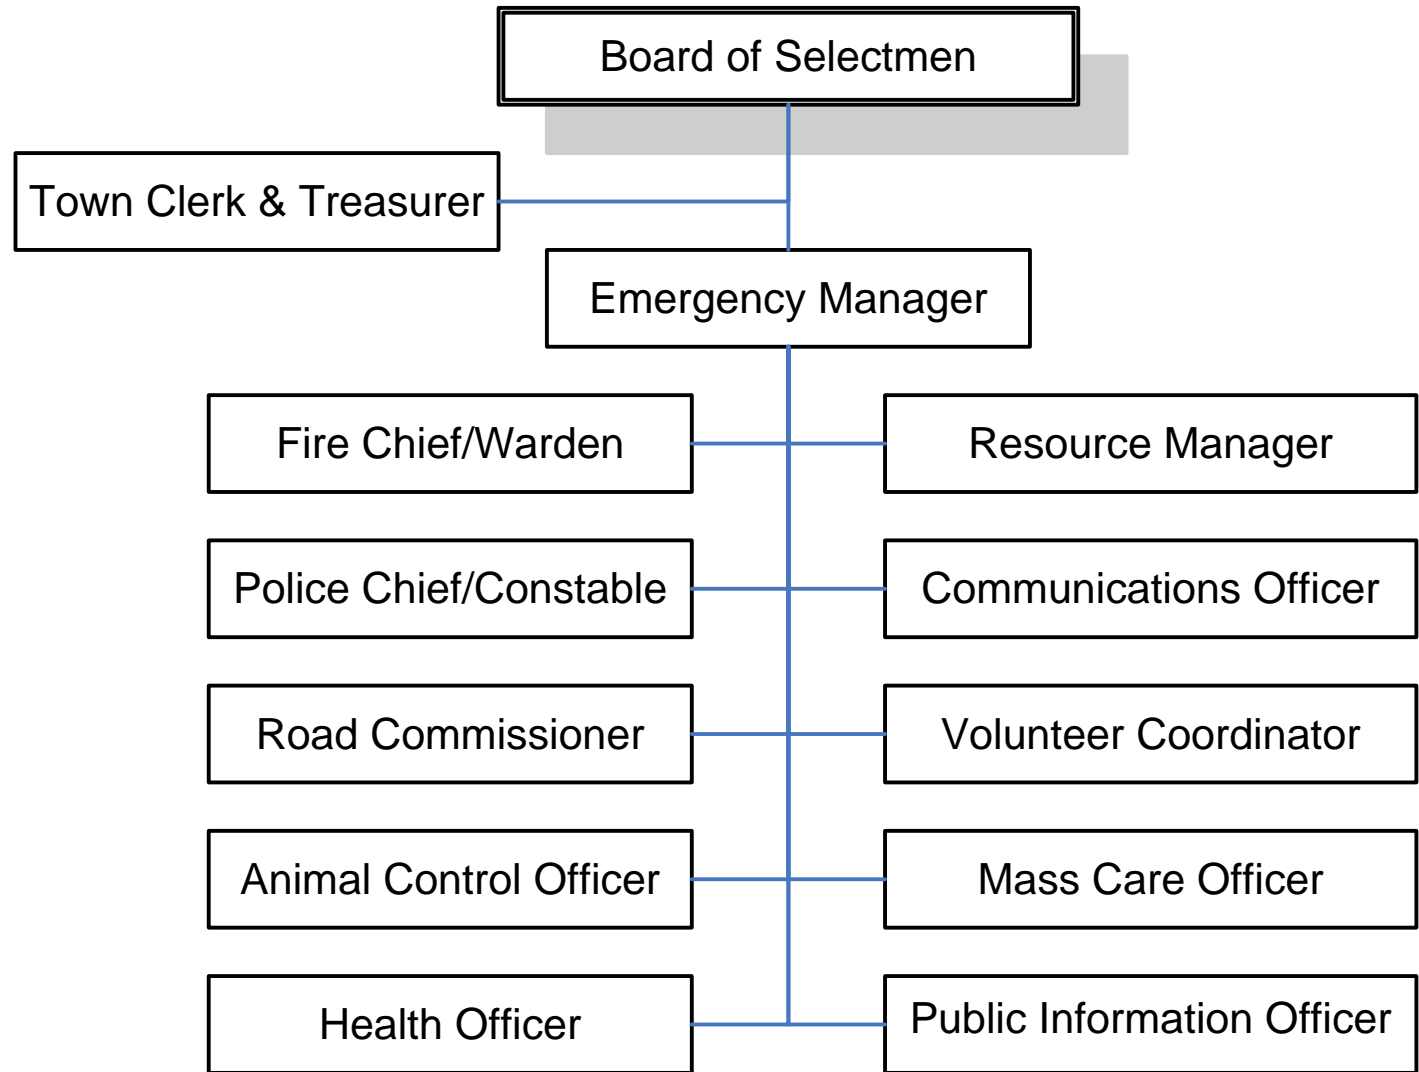 Board of Selectmen
Town Clerk & Treasurer
Emergency Manager
Fire Chief/Warden
Resource Manager
Police Chief/Constable
Communications Officer
Road Commissioner
Volunteer Coordinator
Animal Control Officer
Mass Care Officer
Health Officer
Public Information Officer